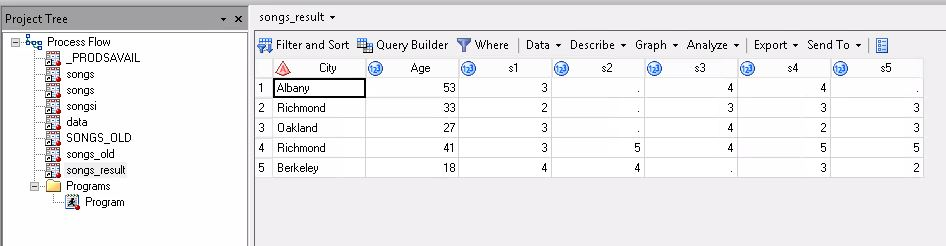 Project Tree
Process Flow
_PRODSAVAIL
songs
songs
songsi
data
SONGS_OLD
songs_old
songs_result
Programs
Program
songs_result
Filter and Sort Query Builder Where Data Describe Graph Analyze Export Send To
City Age s1 s2 s3 s4 s5
1 Albany 53 3 . 4 4 .
2 Richmond 33 2 . 3 3 3
3 Oakland 27 3 . 4 2 3
4 Richmond 41 3 5 4 5 5
5 Berkeley 18 4 4 . 3 2